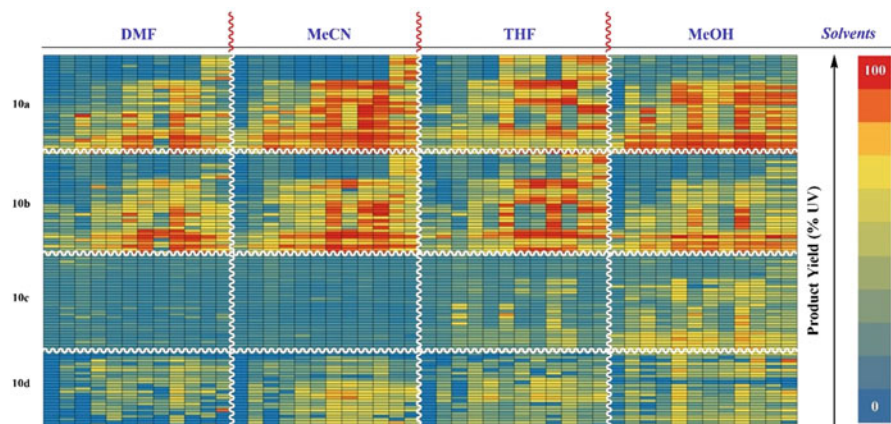 DMF MeCN THF MeOH Solvents
100
10a
10b
10c
10d
Product Yield (% UV)
0